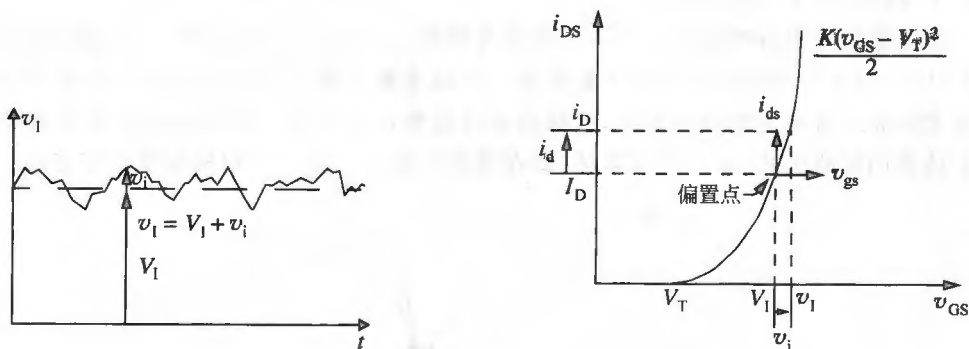 v_I
v_i
v_I = V_I + v_i
V_I
t
i_DS
K(v_GS − V_T)²
2
i_D
i_ds
i_d
I_D
v_gs
偏置点
V_T
V_I
v_I
v_GS
v_i